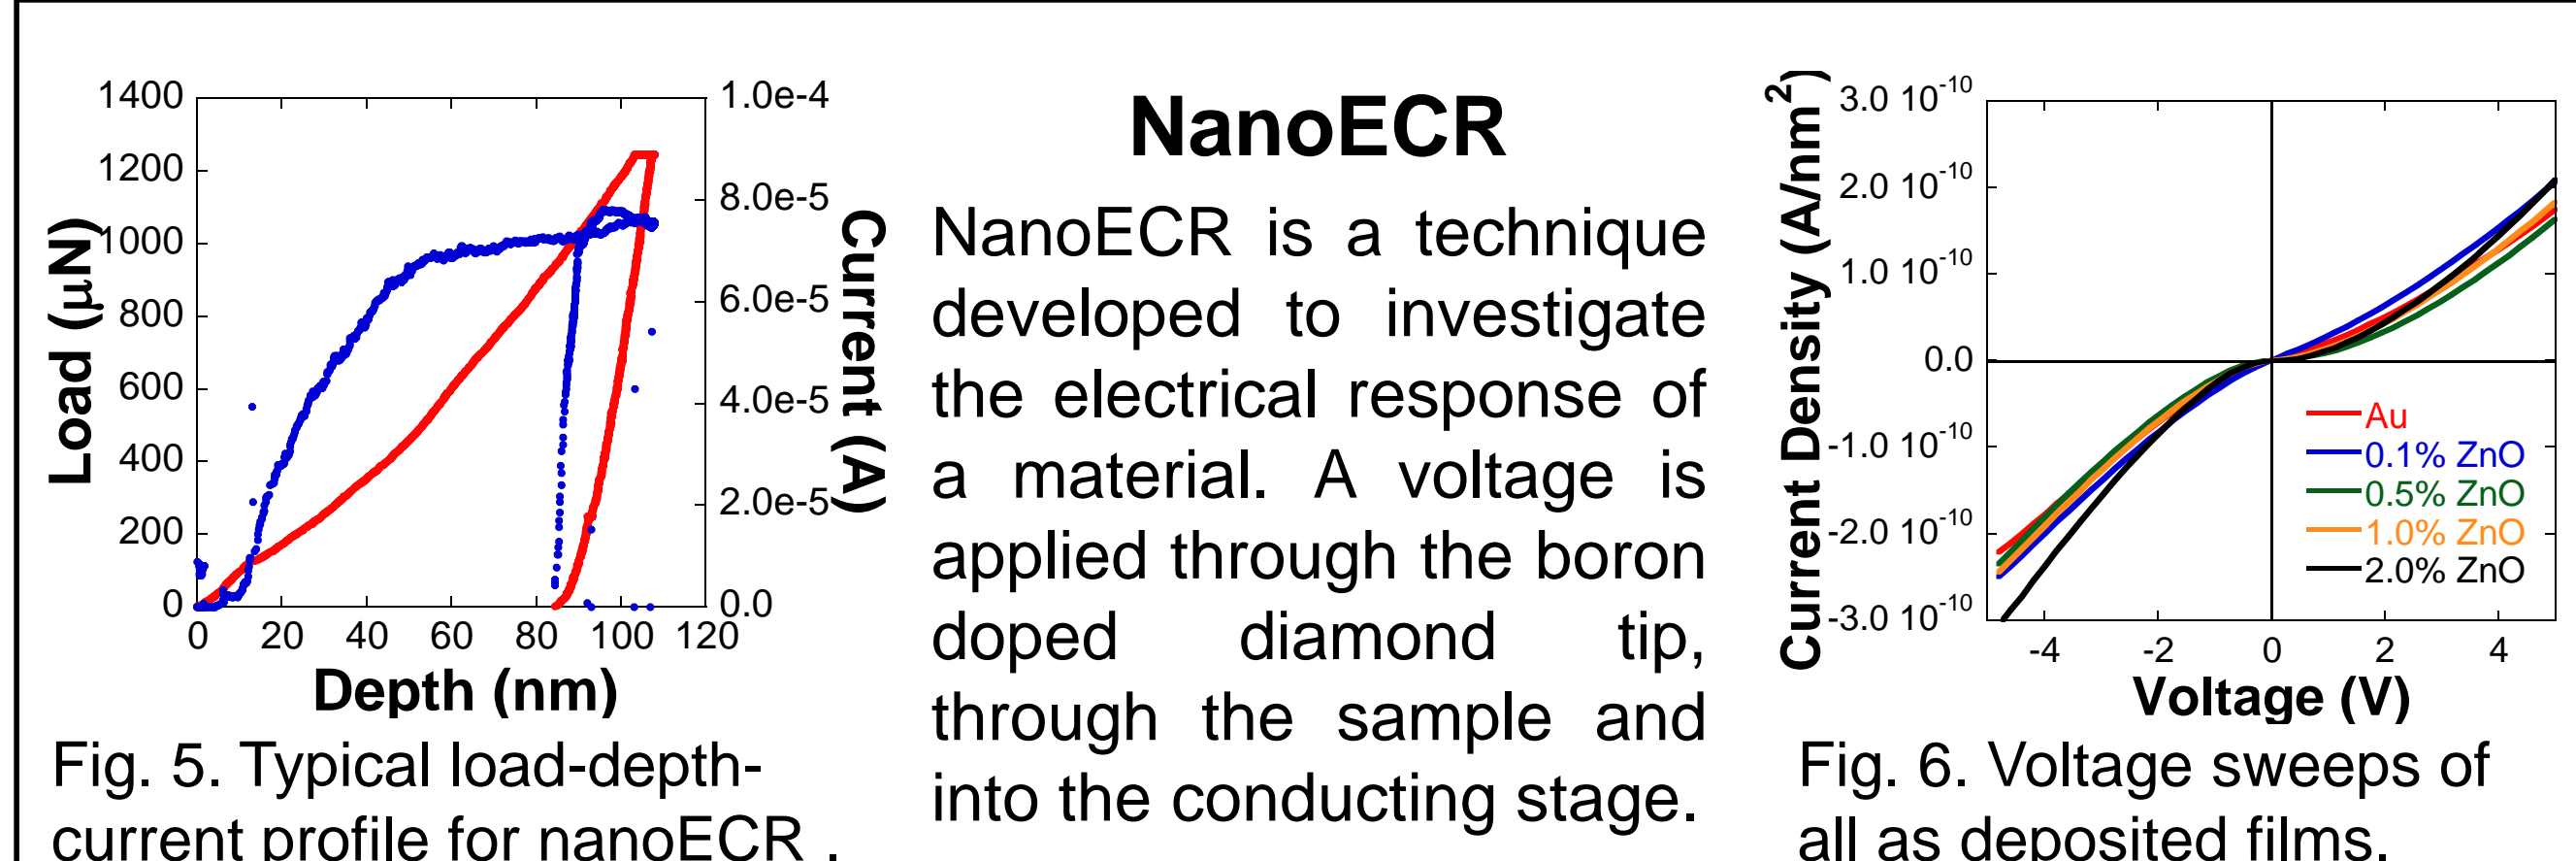 1400
1200
1000
800
600
400
200
0
Load (μN)
0 20 40 60 80 100 120
Depth (nm)
1.0e-4
8.0e-5
6.0e-5
4.0e-5
2.0e-5
0.0
Current (A)
Fig. 5. Typical load-depth-
current profile for nanoECR .
NanoECR
NanoECR is a technique
developed to investigate
the electrical response of
a material. A voltage is
applied through the boron
doped diamond tip,
through the sample and
into the conducting stage.
Current Density (A/nm²)
3.0 10⁻¹⁰
2.0 10⁻¹⁰
1.0 10⁻¹⁰
0.0
-1.0 10⁻¹⁰
-2.0 10⁻¹⁰
-3.0 10⁻¹⁰
Au
0.1% ZnO
0.5% ZnO
1.0% ZnO
2.0% ZnO
-4 -2 0 2 4
Voltage (V)
Fig. 6. Voltage sweeps of
all as deposited films.